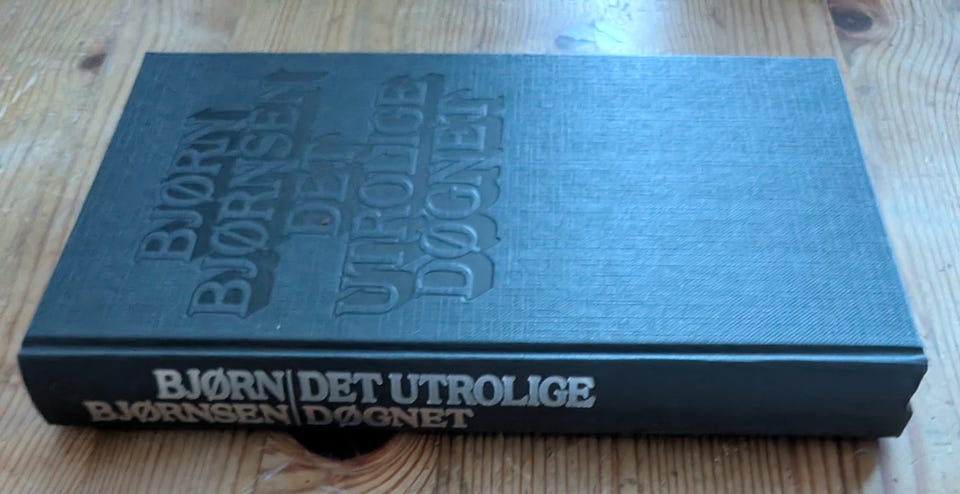 BJØRN
BJØRNSEN
DET
UTROLIGE
DØGNET
BJØRN
BJØRNSEN
DET UTROLIGE
DØGNET